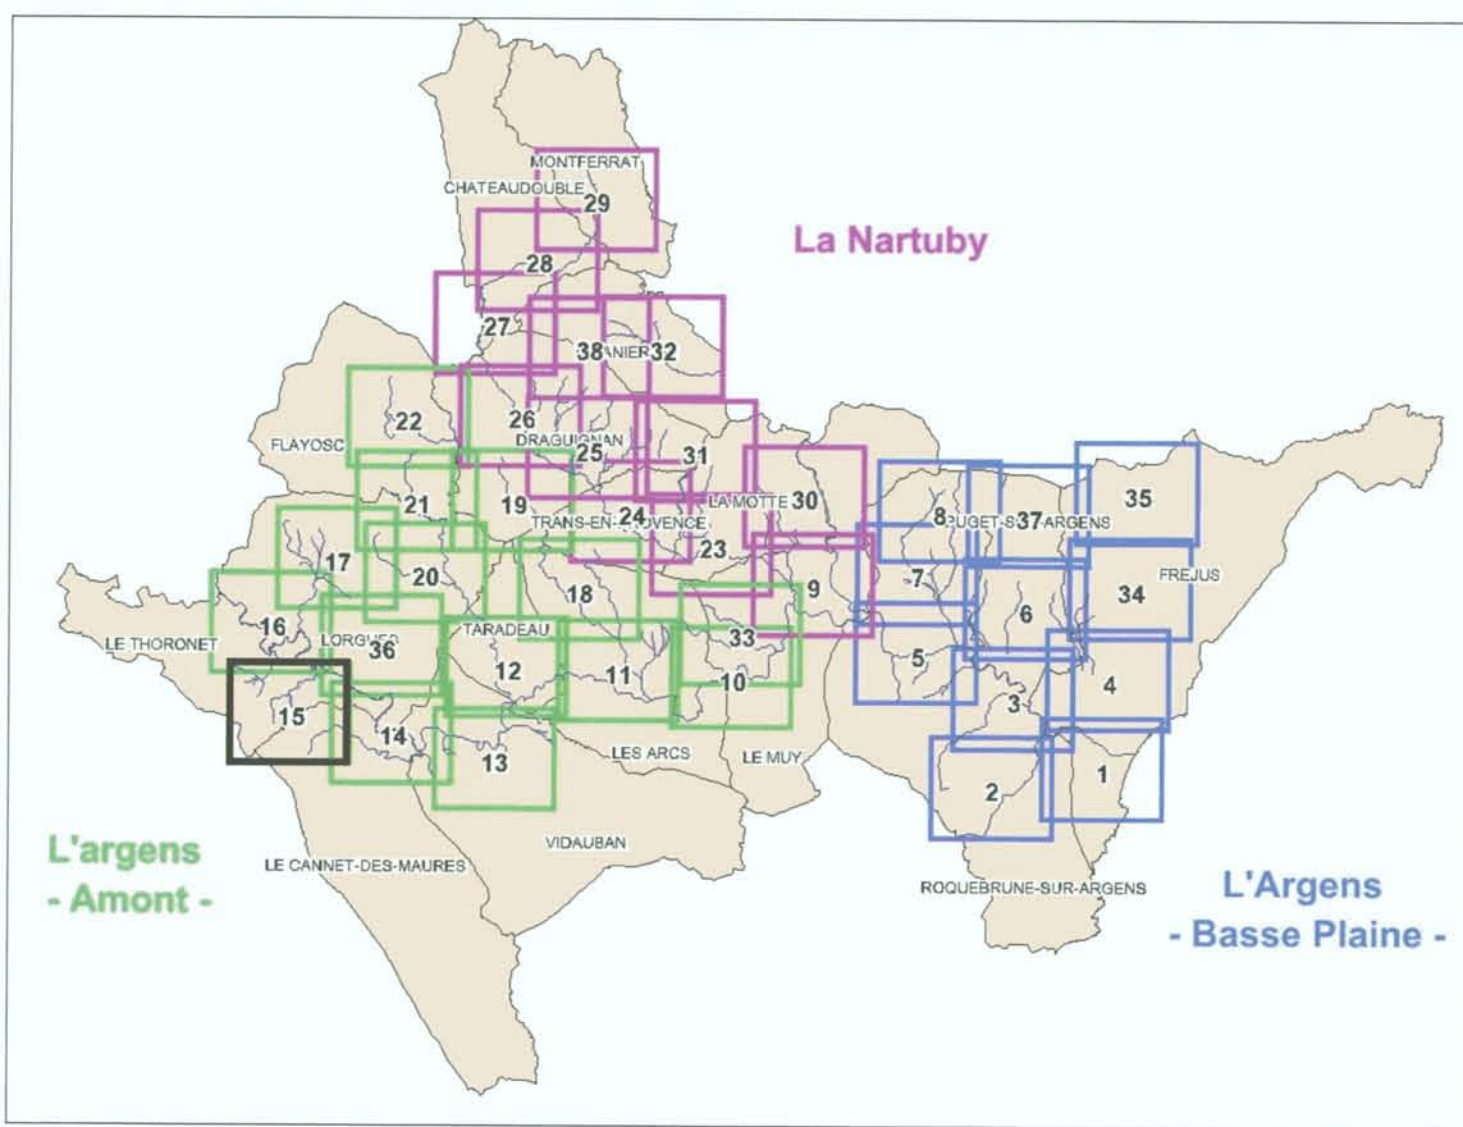 MONTFERRAT
CHATEAUDOUBLE
29
La Nartuby
28
27
38
32
22
26
FLAYOSC
DRAGUIGNAN
25
31
21
19
LA MOTTE
30
35
TRANS-EN-PROVENCE
24
8
37
23
17
20
18
9
7
FREJUS
34
16
6
LE THORONET
LORGUES
36
TARADEAU
33
12
11
10
5
4
15
14
3
13
LES ARCS
LE MUY
1
2
L'argens
- Amont -
VIDAUBAN
LE CANNET-DES-MAURES
ROQUEBRUNE-SUR-ARGENS
L'Argens
- Basse Plaine -